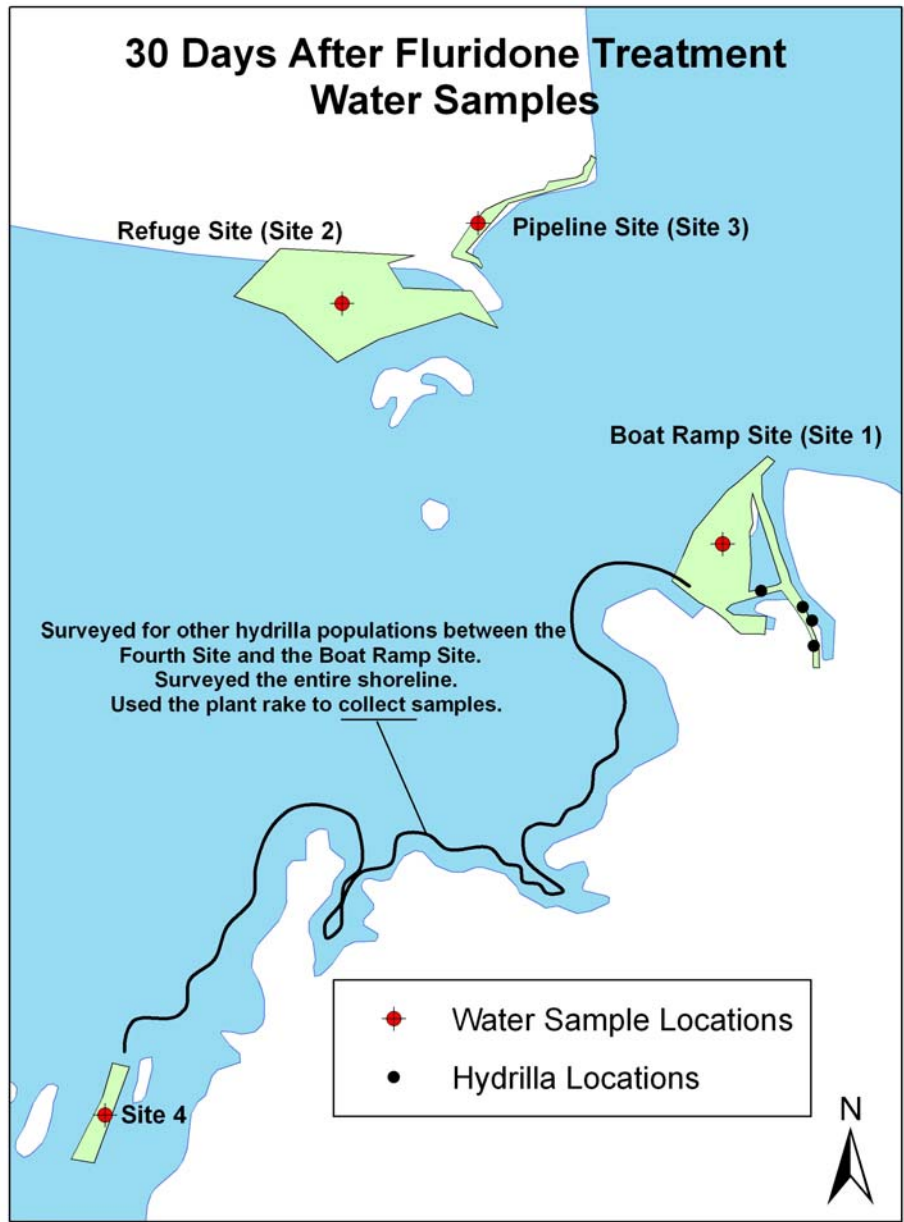 30 Days After Fluridone Treatment
Water Samples
Refuge Site (Site 2)
Pipeline Site (Site 3)
Boat Ramp Site (Site 1)
Surveyed for other hydrilla populations between the
Fourth Site and the Boat Ramp Site.
Surveyed the entire shoreline.
Used the plant rake to collect samples.
Water Sample Locations
Hydrilla Locations
Site 4
N